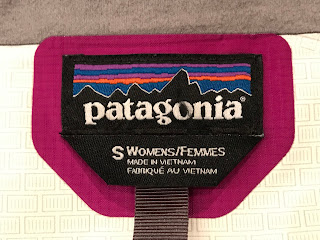 patagonia®
S WOMENS/FEMMES
MADE IN VIETNAM
FABRIQUÉ AU VIETNAM